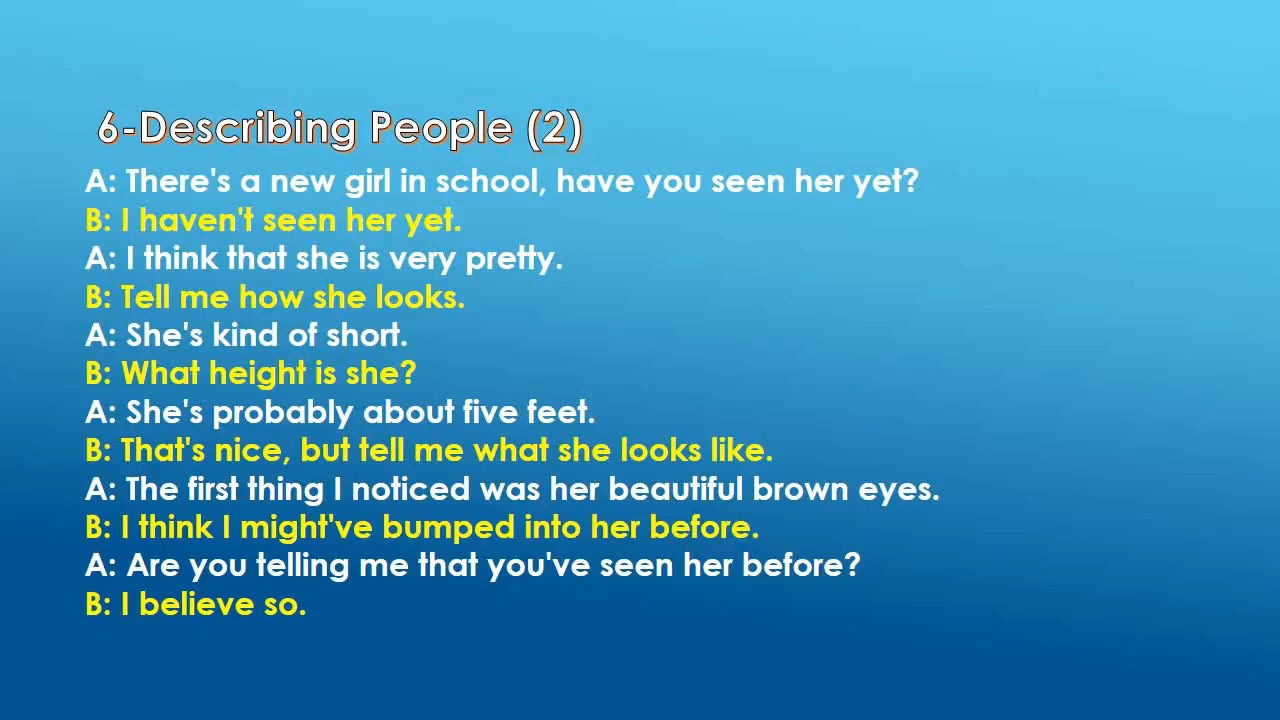 6-Describing People (2)
A: There's a new girl in school, have you seen her yet?
B: I haven't seen her yet.
A: I think that she is very pretty.
B: Tell me how she looks.
A: She's kind of short.
B: What height is she?
A: She's probably about five feet.
B: That's nice, but tell me what she looks like.
A: The first thing I noticed was her beautiful brown eyes.
B: I think I might've bumped into her before.
A: Are you telling me that you've seen her before?
B: I believe so.